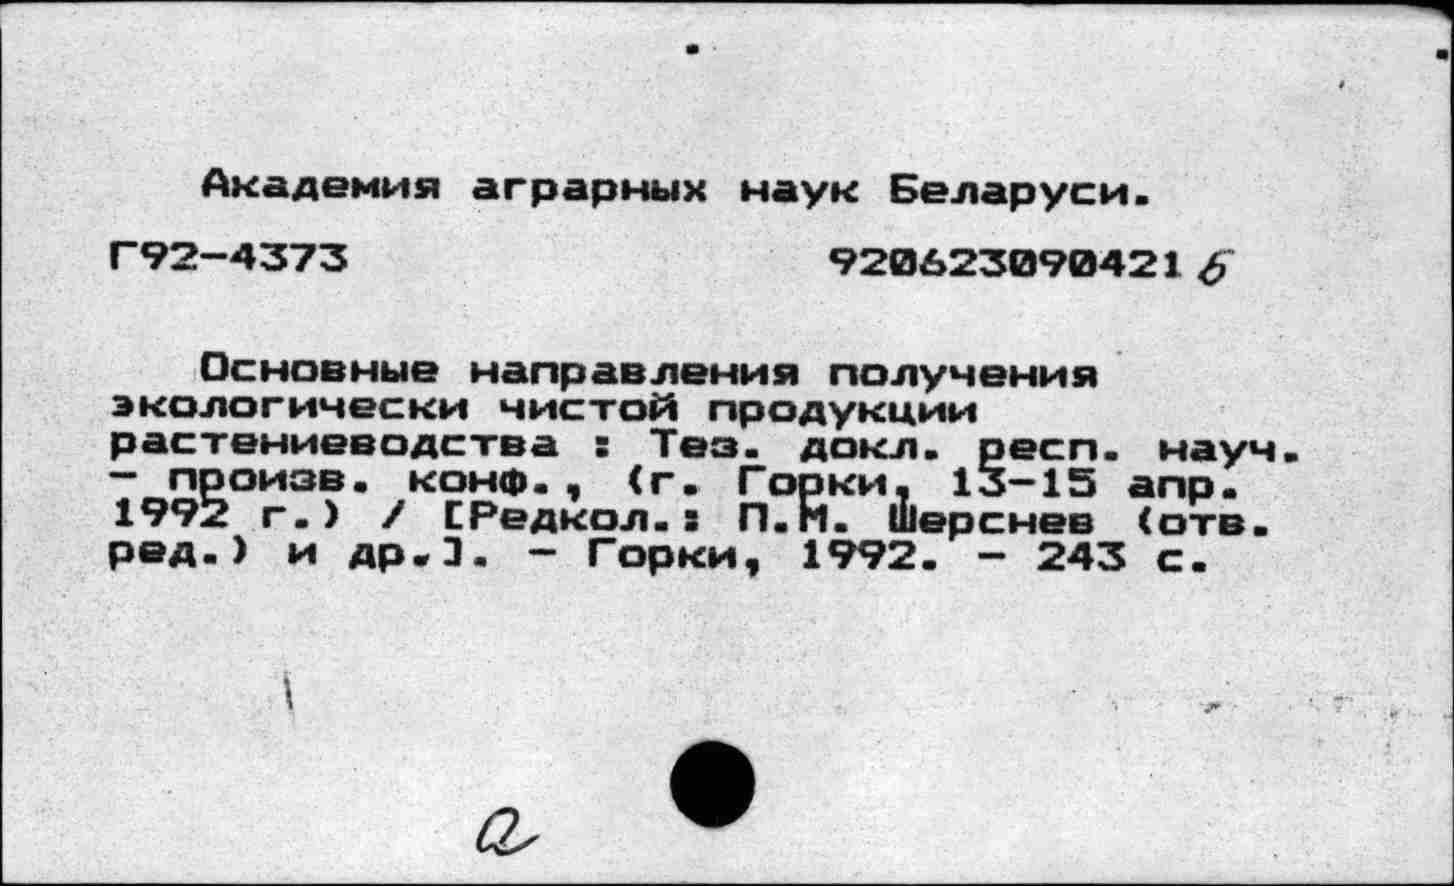 Академия аграрных наук Беларуси.
Г92-4373 920623090421 б
Основные направления получения
экологически чистой продукции
растениеводства : Тез. докл. респ. науч.
- произв. конф., (г. Горки, 13-15 апр.
1992 г.) / [Редкол.: П.М. Шерснев (отв.
ред.) и др.]. - Горки, 1992. - 243 с.
а